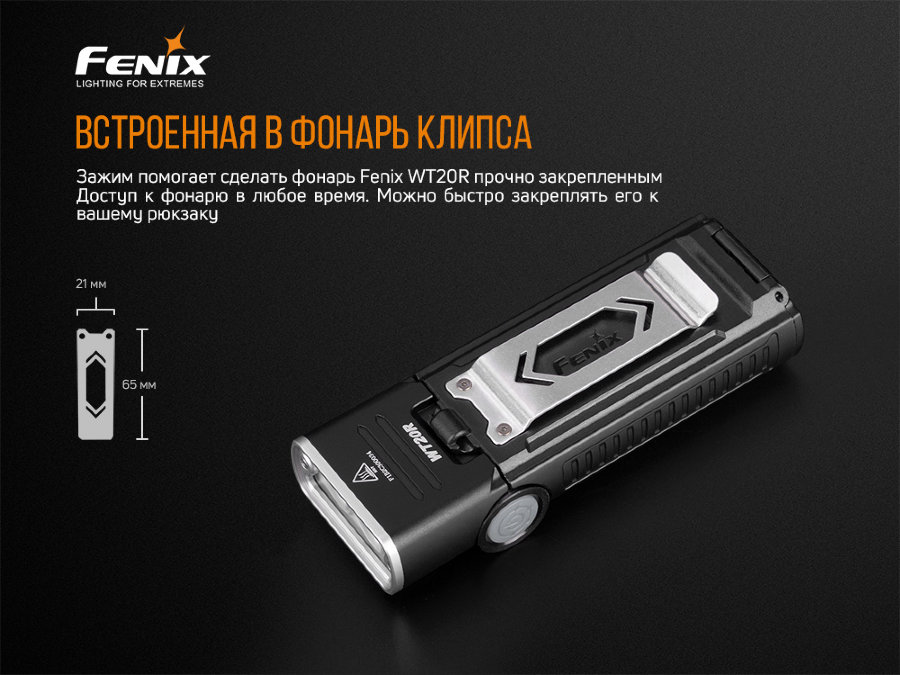 FENIX
LIGHTING FOR EXTREMES
ВСТРОЕННАЯ В ФОНАРЬ КЛИПСА
Зажим помогает сделать фонарь Fenix WT20R прочно закрепленным
Доступ к фонарю в любое время. Можно быстро закреплять его к
вашему рюкзаку
21 мм
65 мм
FENIX
WT20R
HOT